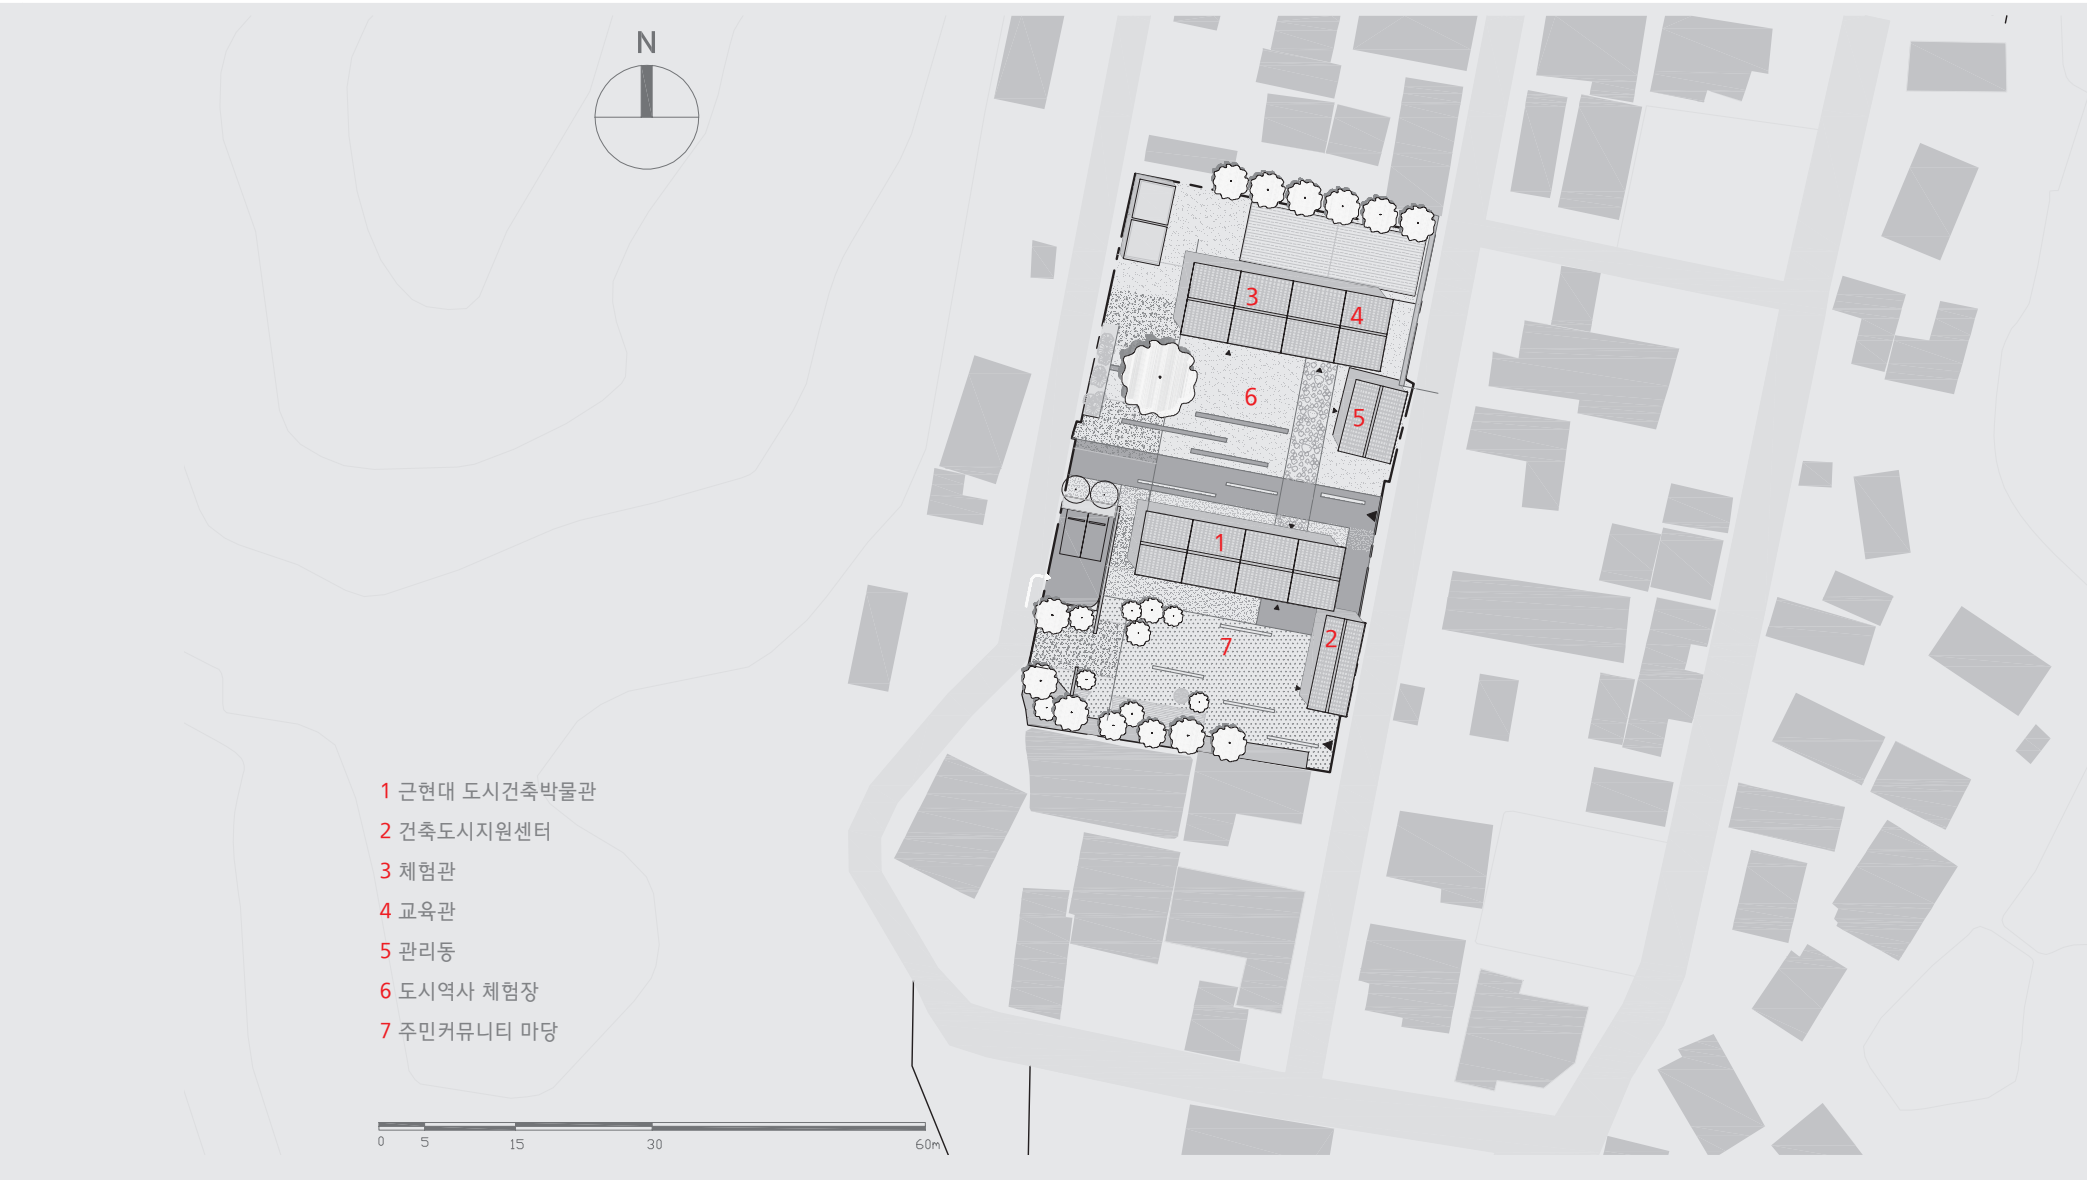 N
3
4
6
5
1
2
7
1 근현대 도시건축박물관
2 건축도시지원센터
3 체험관
4 교육관
5 관리동
6 도시역사 체험장
7 주민커뮤니티 마당
0 5 15 30 60m